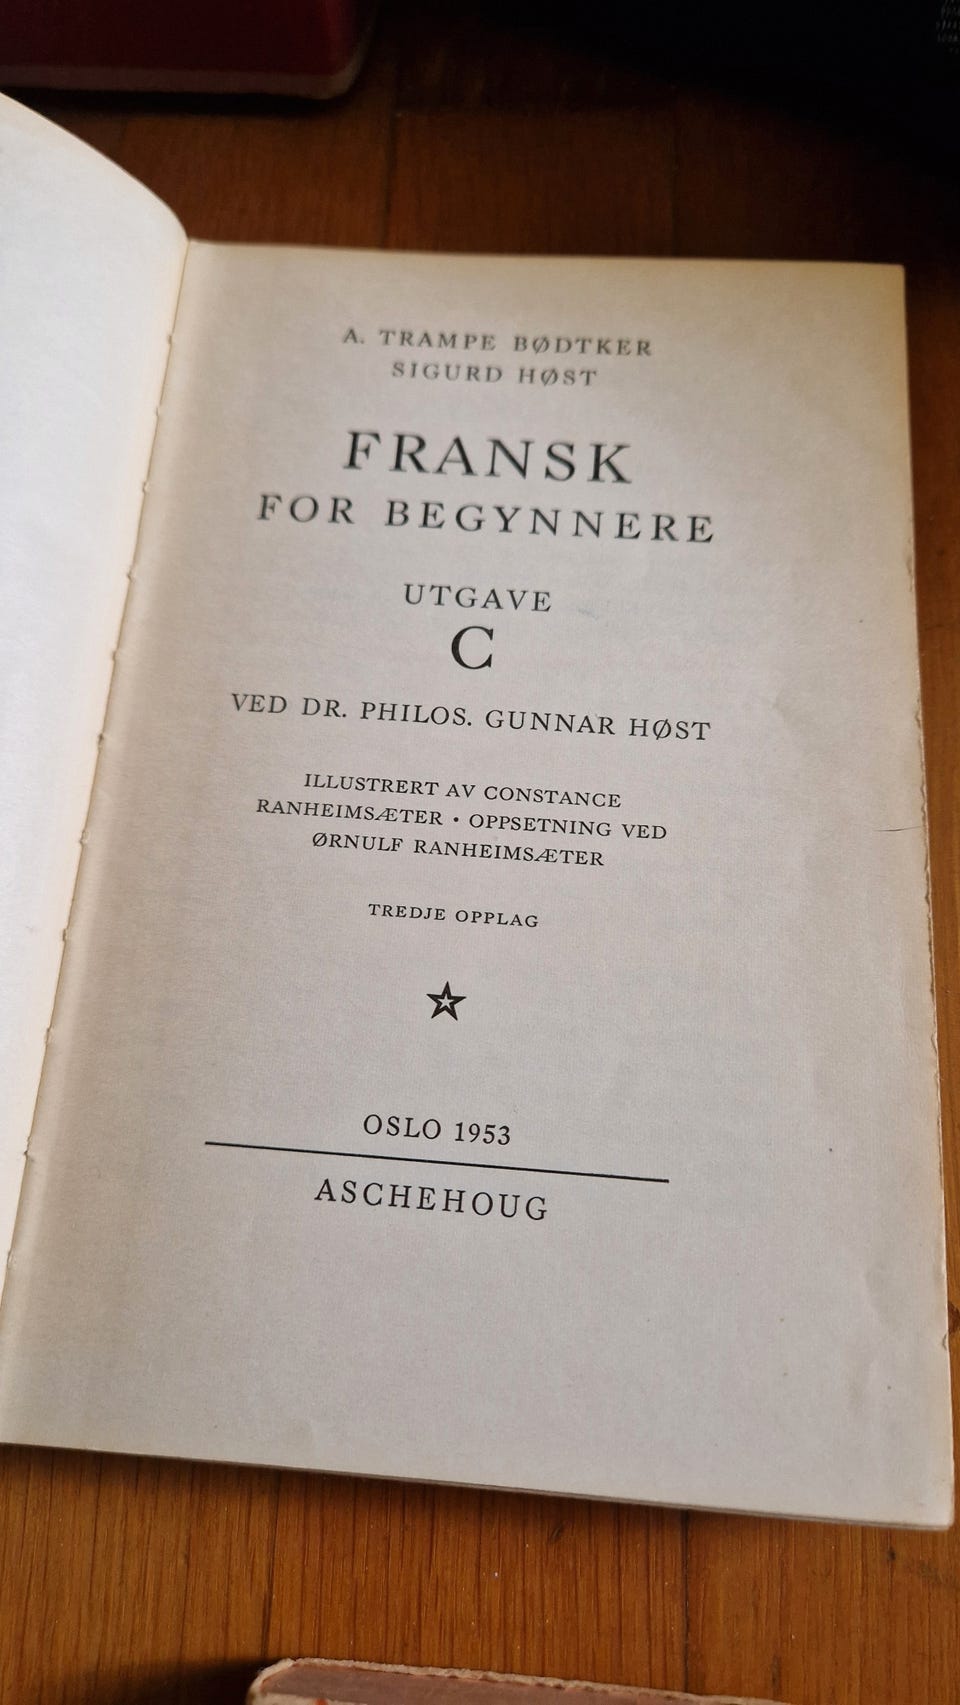 A. TRAMPE BØDTKER
SIGURD HØST
FRANSK
FOR BEGYNNERE
UTGAVE
C
VED DR. PHILOS. GUNNAR HØST
ILLUSTRERT AV CONSTANCE
RANHEIMSÆTER • OPPSETNING VED
ØRNULF RANHEIMSÆTER
TREDJE OPPLAG
OSLO 1953
ASCHEHOUG